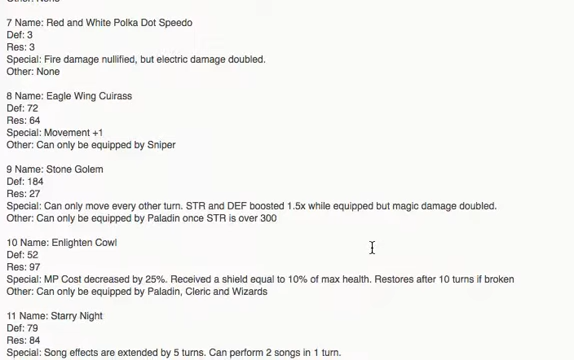 Other: None
7 Name: Red and White Polka Dot Speedo
Def: 3
Res: 3
Special: Fire damage nullified, but electric damage doubled.
Other: None
8 Name: Eagle Wing Cuirass
Def: 72
Res: 64
Special: Movement +1
Other: Can only be equipped by Sniper
9 Name: Stone Golem
Def: 184
Res: 27
Special: Can only move every other turn. STR and DEF boosted 1.5x while equipped but magic damage doubled.
Other: Can only be equipped by Paladin once STR is over 300
10 Name: Enlighten Cowl
Def: 52
Res: 97
Special: MP Cost decreased by 25%. Received a shield equal to 10% of max health. Restores after 10 turns if broken
Other: Can only be equipped by Paladin, Cleric and Wizards
11 Name: Starry Night
Def: 79
Res: 84
Special: Song effects are extended by 5 turns. Can perform 2 songs in 1 turn.